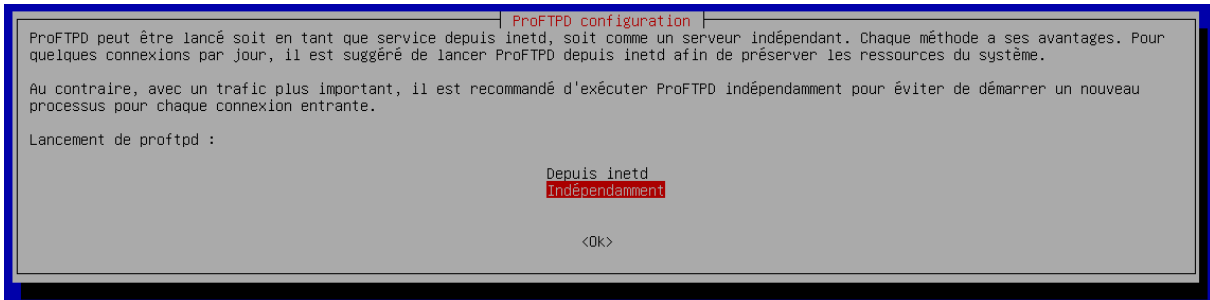 ProFTPD configuration
ProFTPD peut être lancé soit en tant que service depuis inetd, soit comme un serveur indépendant. Chaque méthode a ses avantages. Pour
quelques connexions par jour, il est suggéré de lancer ProFTPD depuis inetd afin de préserver les ressources du système.
Au contraire, avec un trafic plus important, il est recommandé d'exécuter ProFTPD indépendamment pour éviter de démarrer un nouveau
processus pour chaque connexion entrante.
Lancement de proftpd :
Depuis inetd
Indépendamment
<Ok>